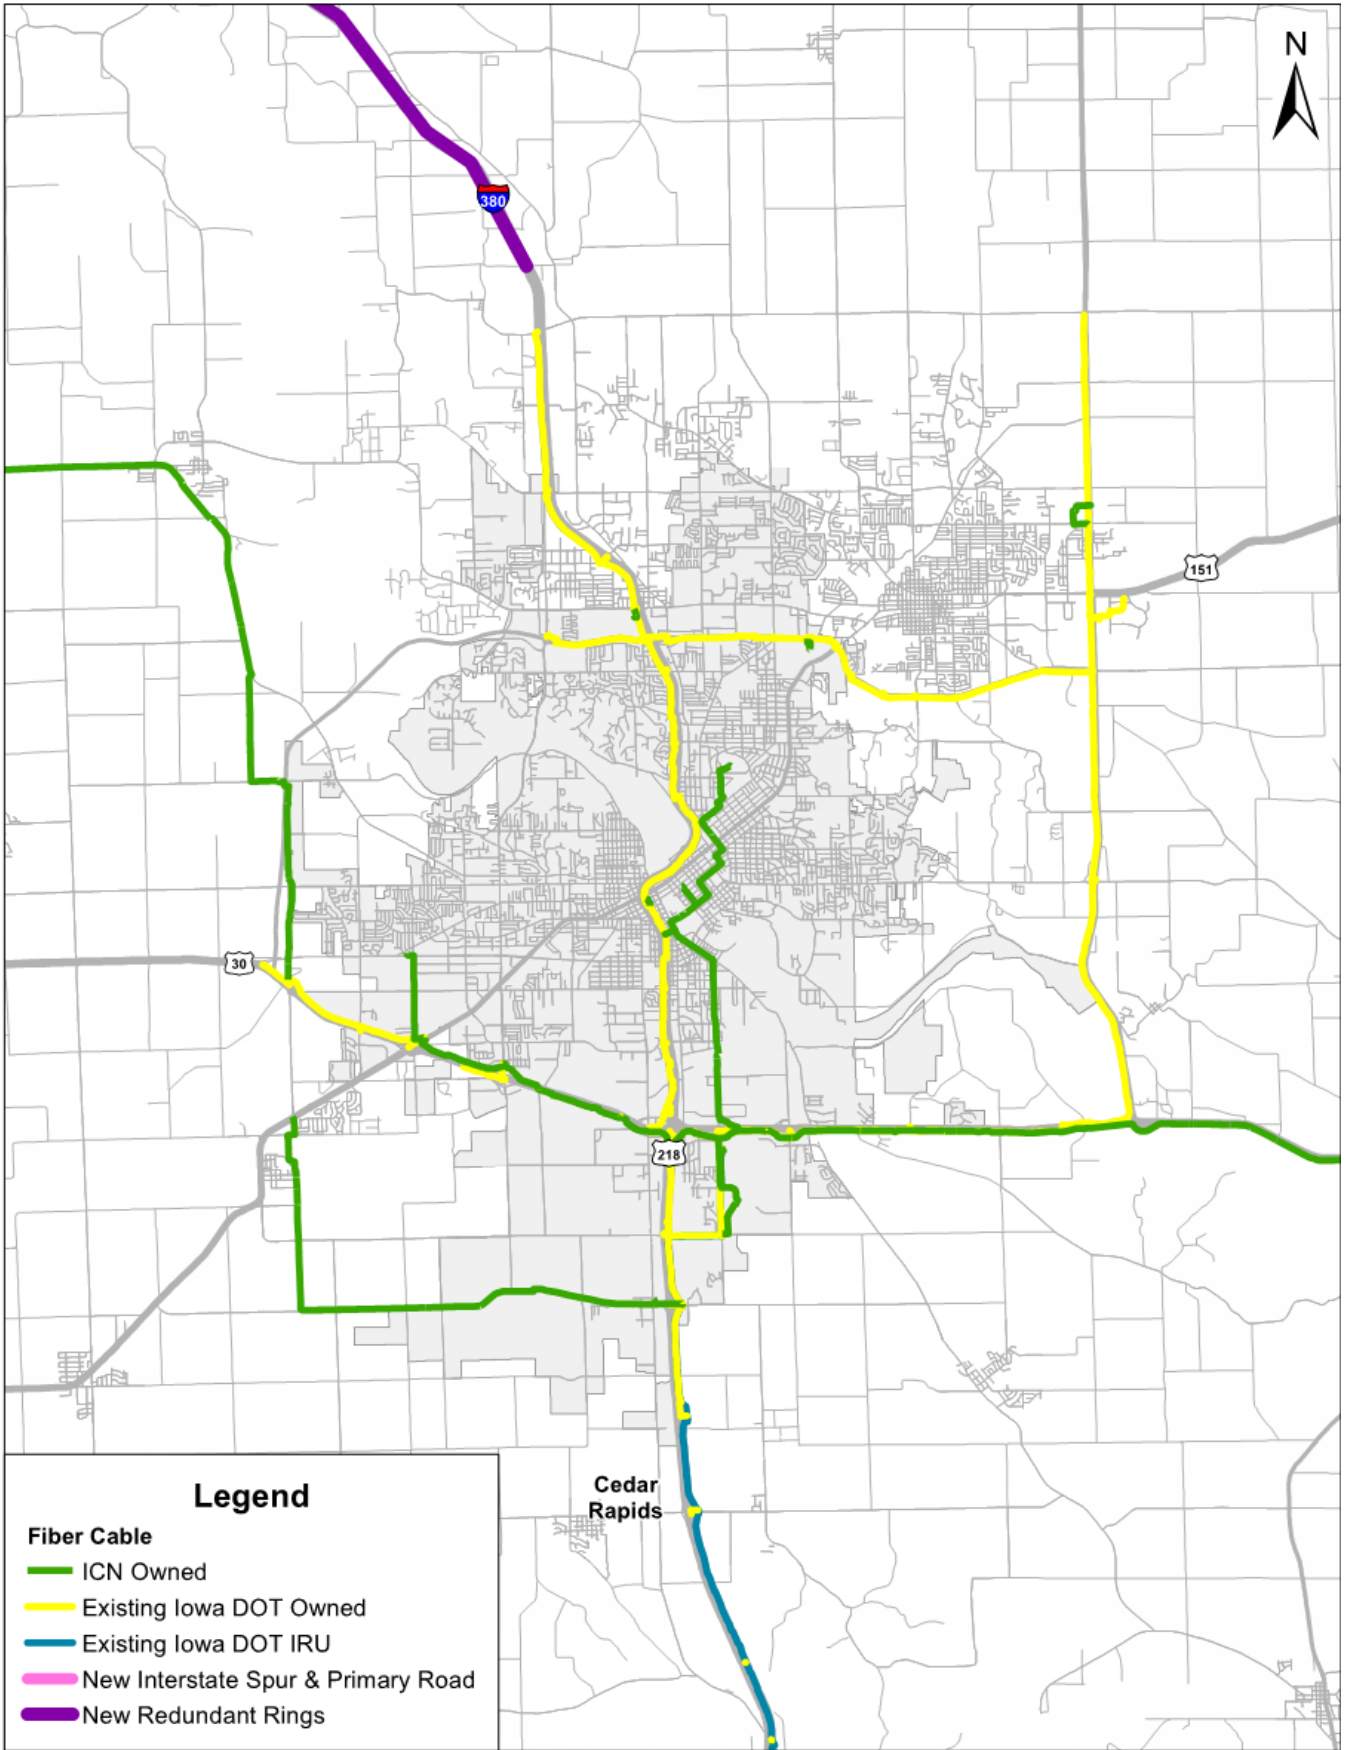 N
380
151
30
218
Cedar
Rapids
Legend
Fiber Cable
ICN Owned
Existing Iowa DOT Owned
Existing Iowa DOT IRU
New Interstate Spur & Primary Road
New Redundant Rings